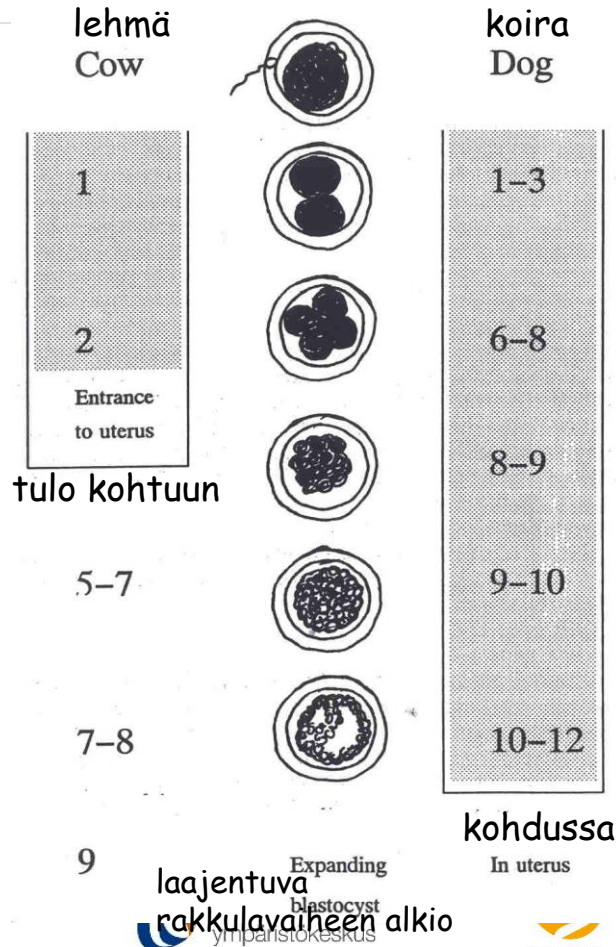 lehmä
Cow
koira
Dog
1
1–3
2
6–8
Entrance
to uterus
tulo kohtuun
8–9
5–7
9–10
7–8
10–12
kohdussa
9
Expanding
In uterus
laajentuva
blastocyst
rakkulavaiheen alkio
ympäristökeskus